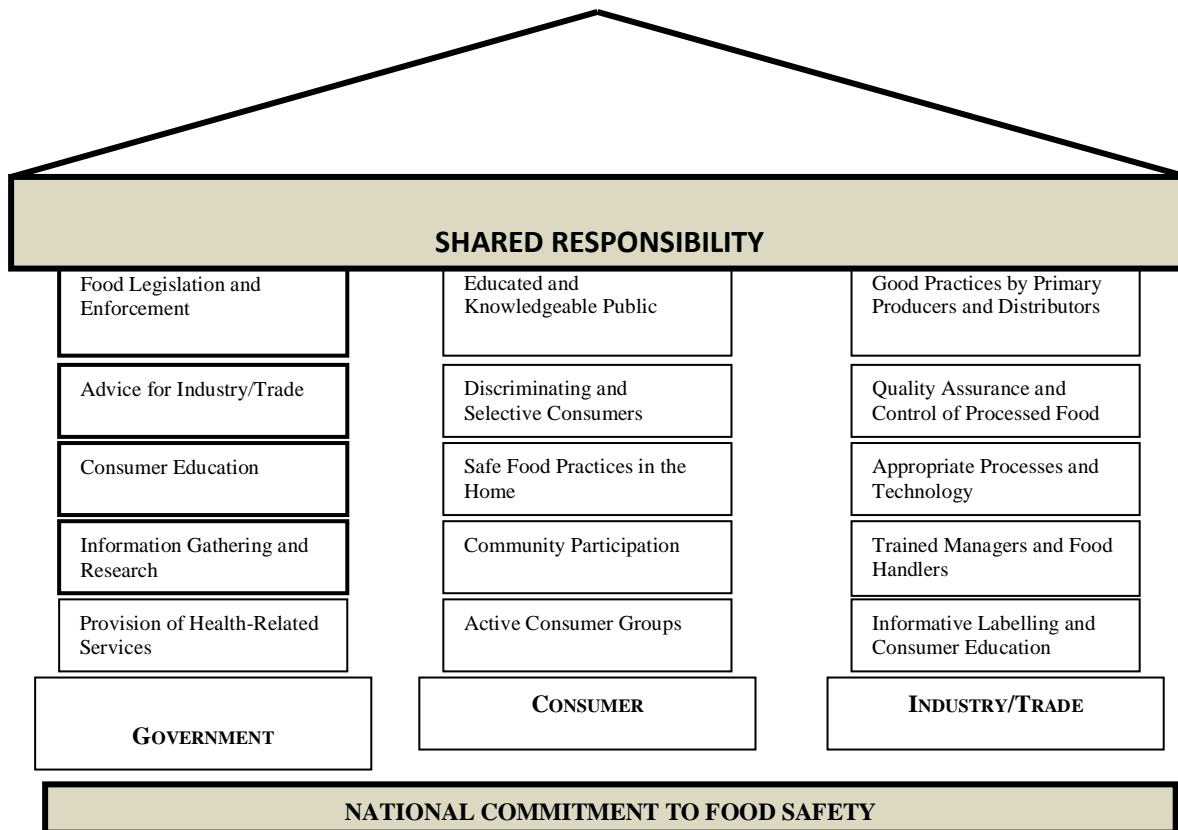 SHARED RESPONSIBILITY
Food Legislation and
Enforcement
Advice for Industry/Trade
Consumer Education
Information Gathering and
Research
Provision of Health-Related
Services
GOVERNMENT
Educated and
Knowledgeable Public
Discriminating and
Selective Consumers
Safe Food Practices in the
Home
Community Participation
Active Consumer Groups
CONSUMER
Good Practices by Primary
Producers and Distributors
Quality Assurance and
Control of Processed Food
Appropriate Processes and
Technology
Trained Managers and Food
Handlers
Informative Labelling and
Consumer Education
INDUSTRY/TRADE
NATIONAL COMMITMENT TO FOOD SAFETY